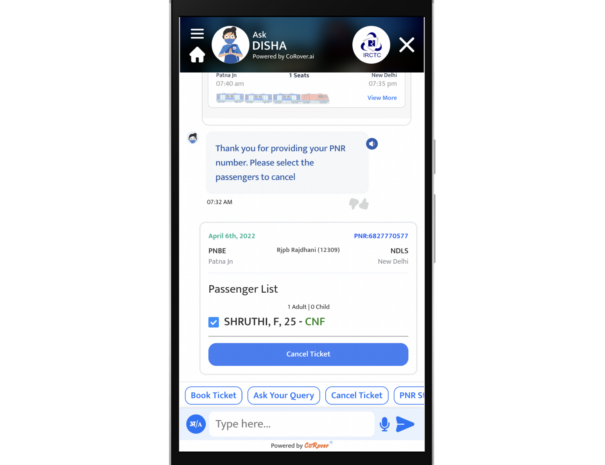 Ask
DISHA
Powered by CoRover.ai
IRCTC
Patna Jn 1 Seats New Delhi
07:40 am 07:35 pm
View More
Thank you for providing your PNR
number. Please select the
passengers to cancel
07:32 AM
April 6th, 2022 PNR:6827770577
PNBE Rjpb Rajdhani (12309) NDLS
Patna Jn New Delhi
Passenger List
1 Adult | 0 Child
SHRUTHI, F, 25 - CNF
Cancel Ticket
Book Ticket Ask Your Query Cancel Ticket PNR S
अ/A Type here...
Powered by CoRover